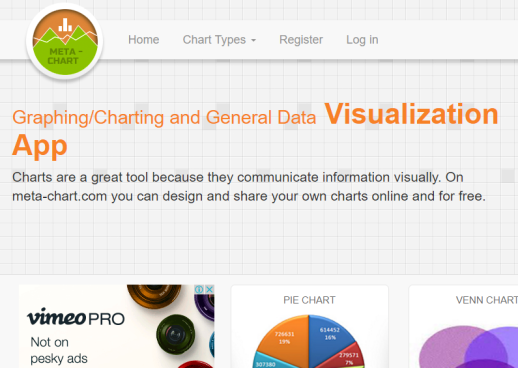 META -
CHART
Home
Chart Types
Register
Log in
Graphing/Charting and General Data Visualization
App
Charts are a great tool because they communicate information visually. On
meta-chart.com you can design and share your own charts online and for free.
vimeo PRO
Not on
pesky ads
PIE CHART
726631
19%
614452
16%
279571
7%
307580
VENN CHART